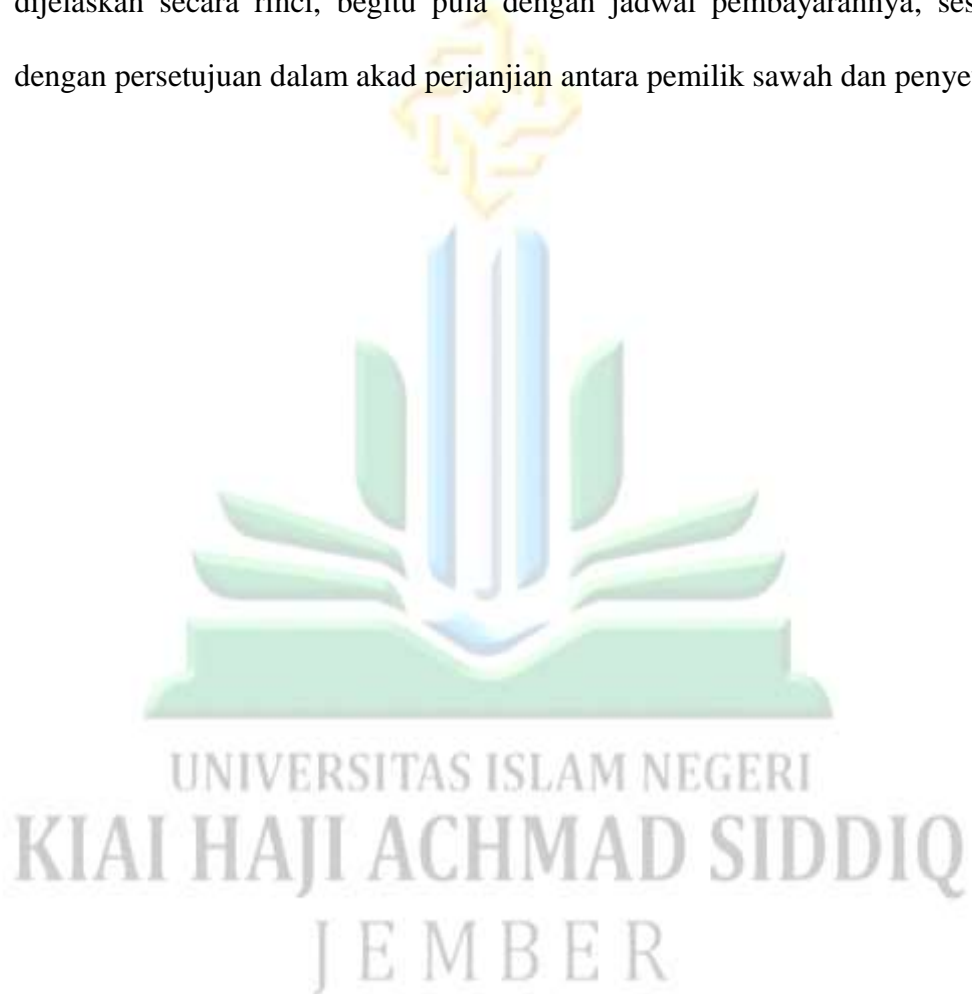 dijelaskan secara rinci, begitu pula dengan jadwal pembayarannya, ses
dengan persetujuan dalam akad perjanjian antara pemilik sawah dan penye
UNIVERSITAS ISLAM NEGERI
KIAI HAJI ACHMAD SIDDIQ
JEMBER